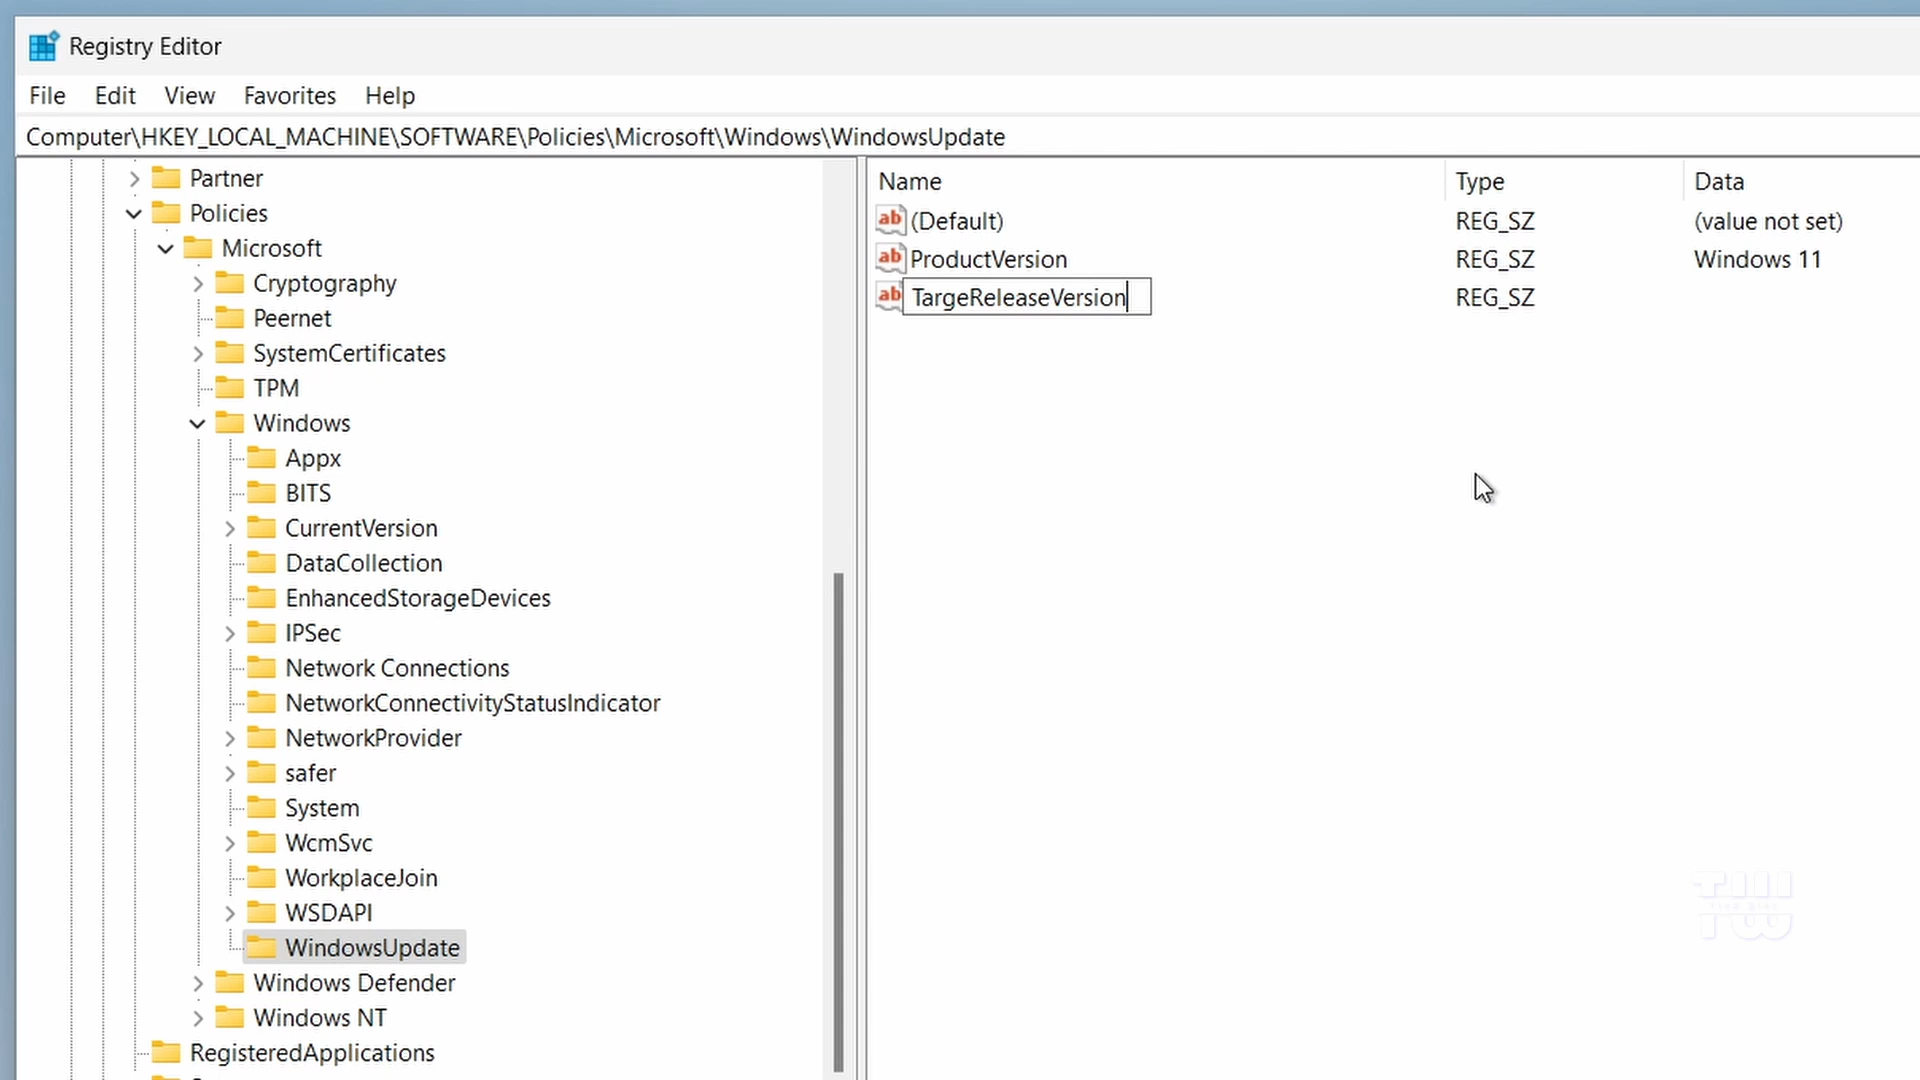 Registry Editor
File Edit View Favorites Help
Computer\HKEY_LOCAL_MACHINE\SOFTWARE\Policies\Microsoft\Windows\WindowsUpdate
Partner
Policies
Microsoft
Cryptography
Peernet
SystemCertificates
TPM
Windows
Appx
BITS
CurrentVersion
DataCollection
EnhancedStorageDevices
IPSec
Network Connections
NetworkConnectivityStatusIndicator
NetworkProvider
safer
System
WcmSvc
WorkplaceJoin
WSDAPI
WindowsUpdate
Windows Defender
Windows NT
RegisteredApplications
Name Type Data
(Default) REG_SZ (value not set)
ProductVersion REG_SZ Windows 11
TargeReleaseVersion REG_SZ